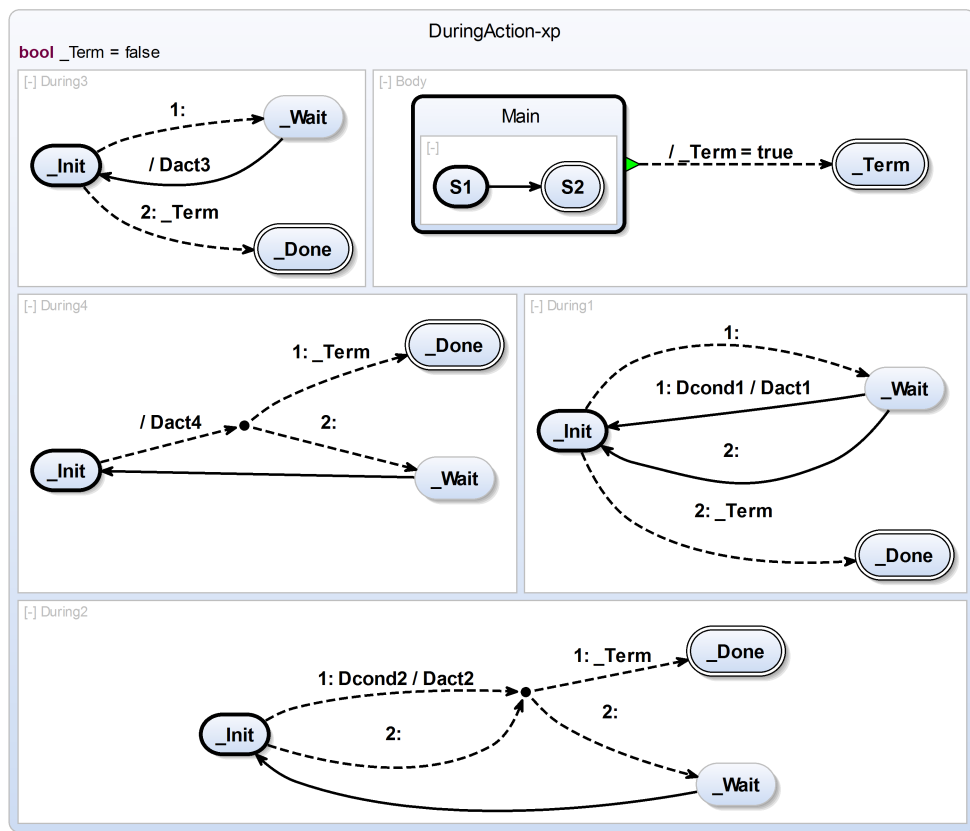 DuringAction-xp
bool _Term = false
[-] During3
1:
_Wait
/ Dact3
_Init
2: _Term
_Done
[-] Body
Main
[-]
S1
S2
/ _Term = true
_Term
[-] During4
1: _Term
_Done
/ Dact4
2:
_Init
_Wait
[-] During1
1:
1: Dcond1 / Dact1
_Wait
_Init
2:
2: _Term
_Done
[-] During2
1: _Term
_Done
1: Dcond2 / Dact2
2:
_Init
2:
_Wait